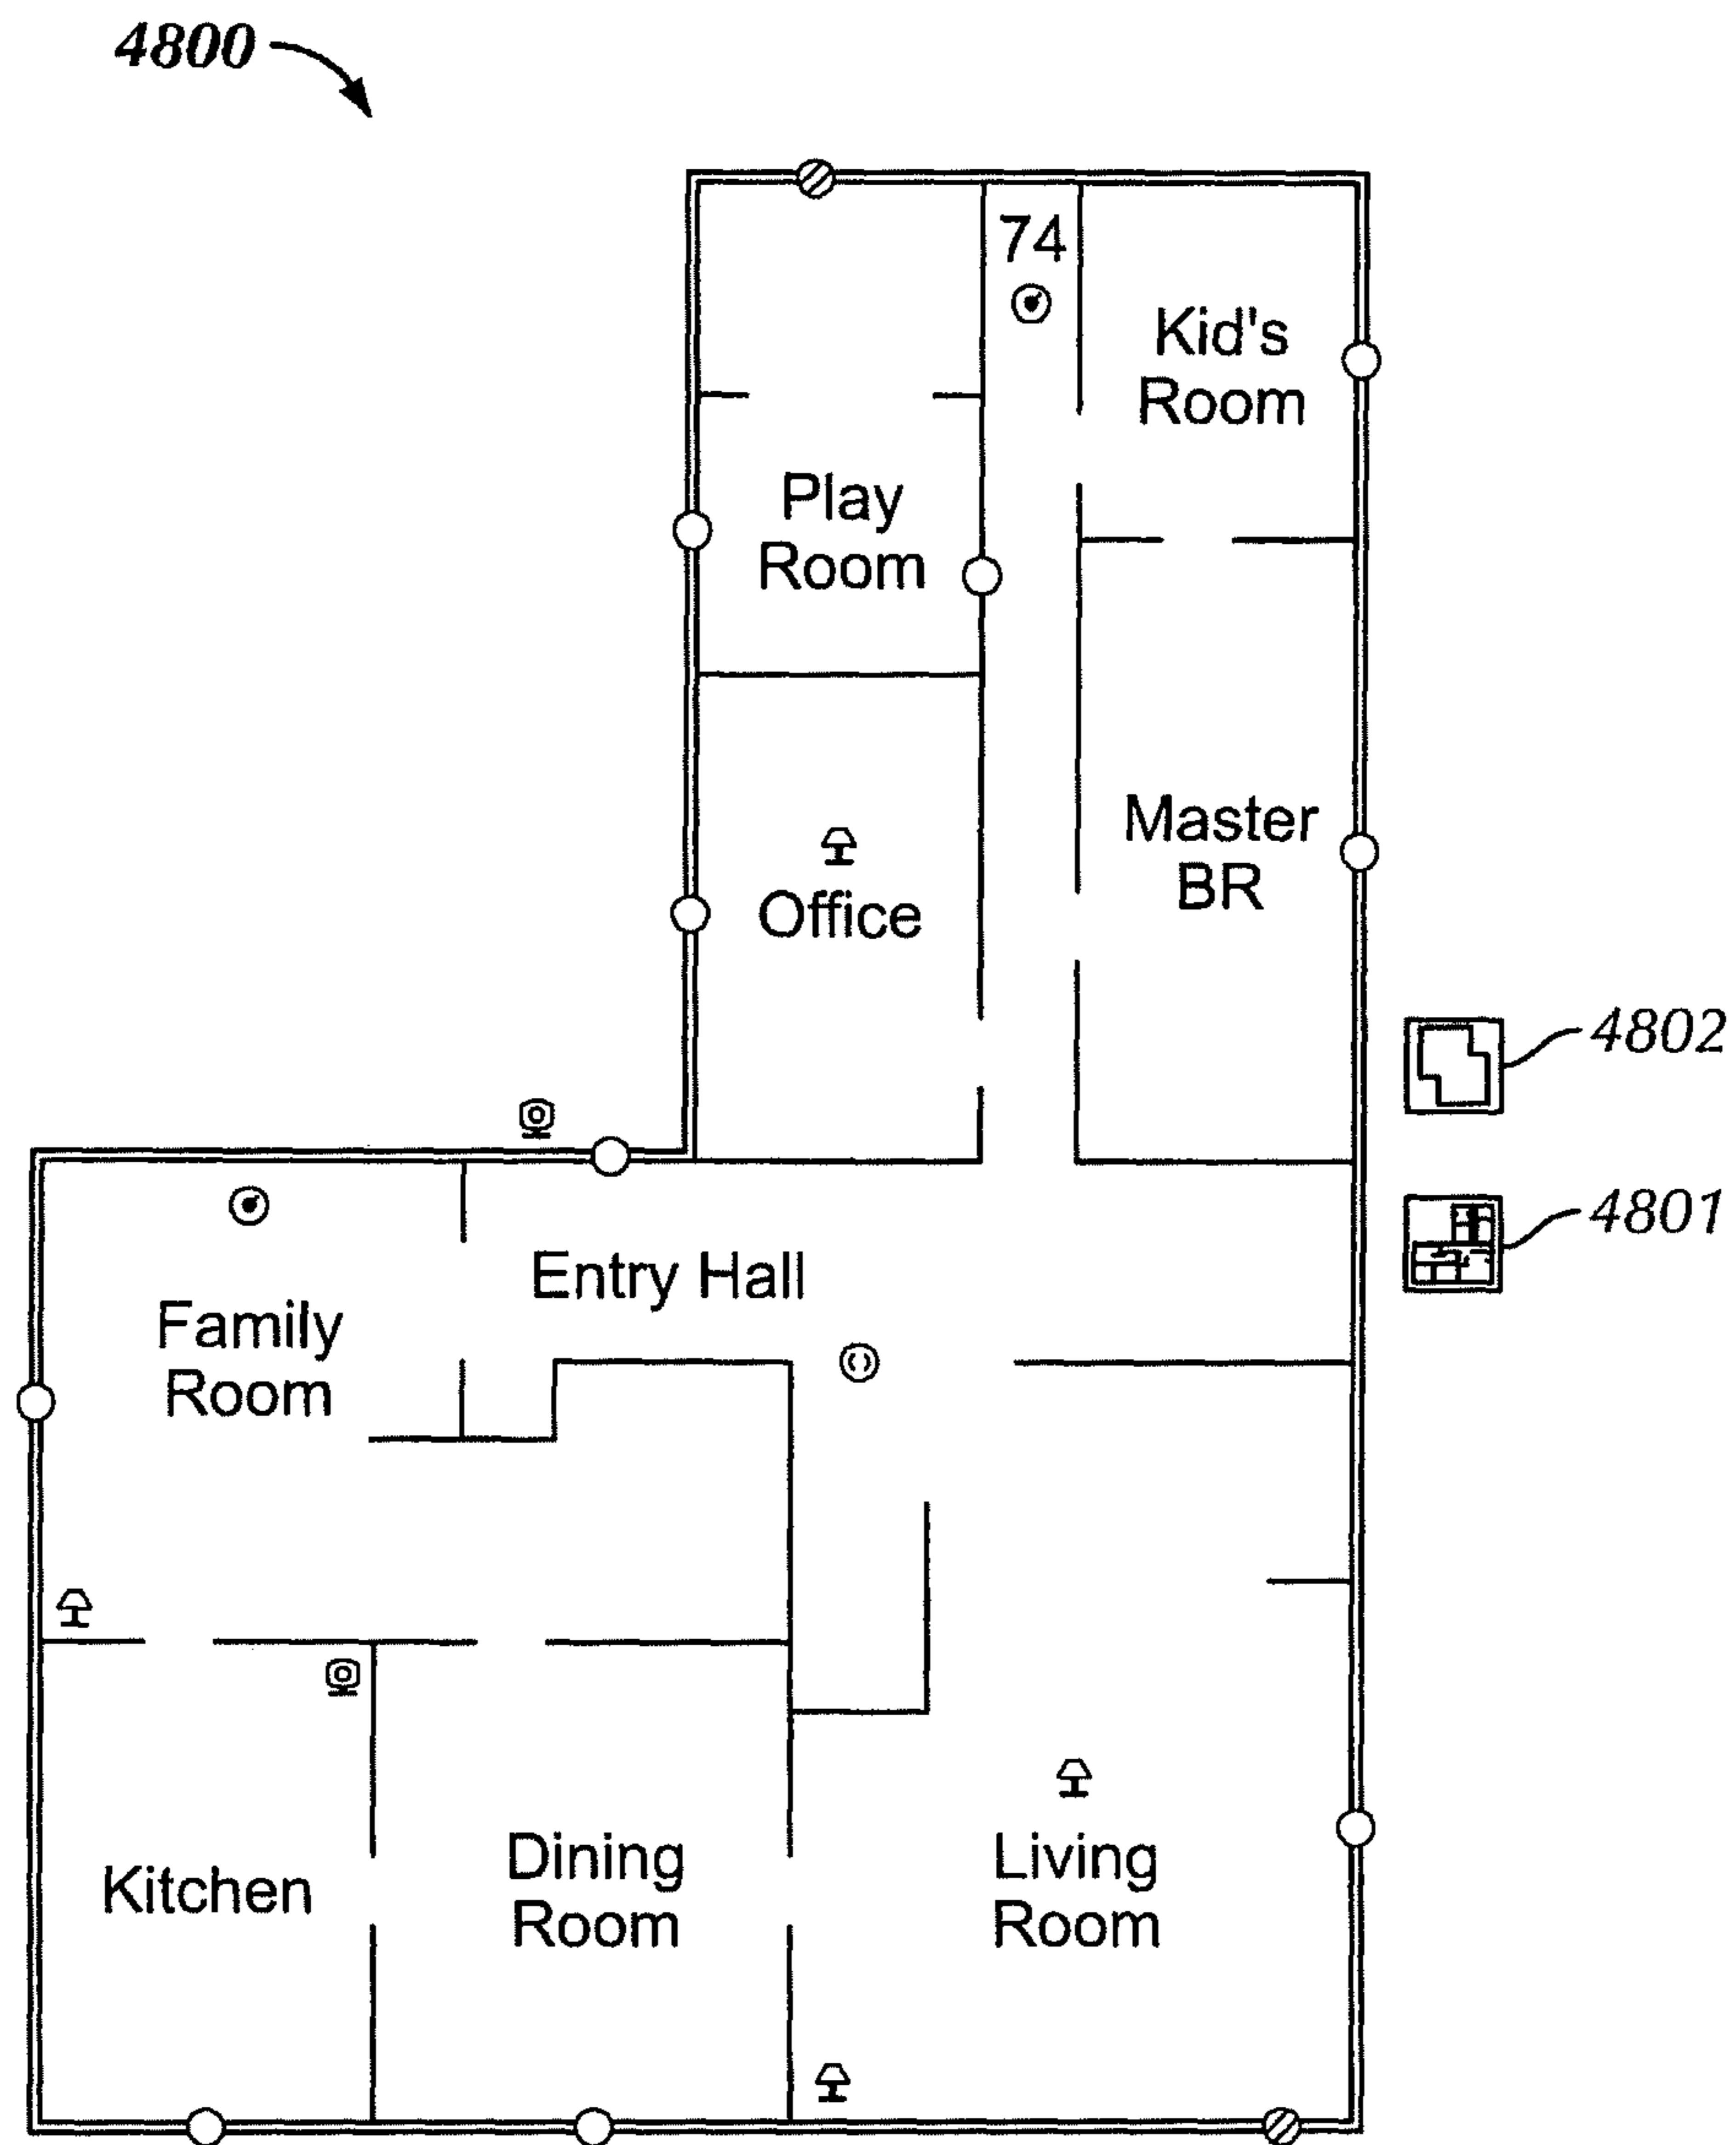 4800
74
Kid's
Room
Play
Room
Master
BR
Office
4802
4801
Entry Hall
Family
Room
Kitchen
Dining
Room
Living
Room